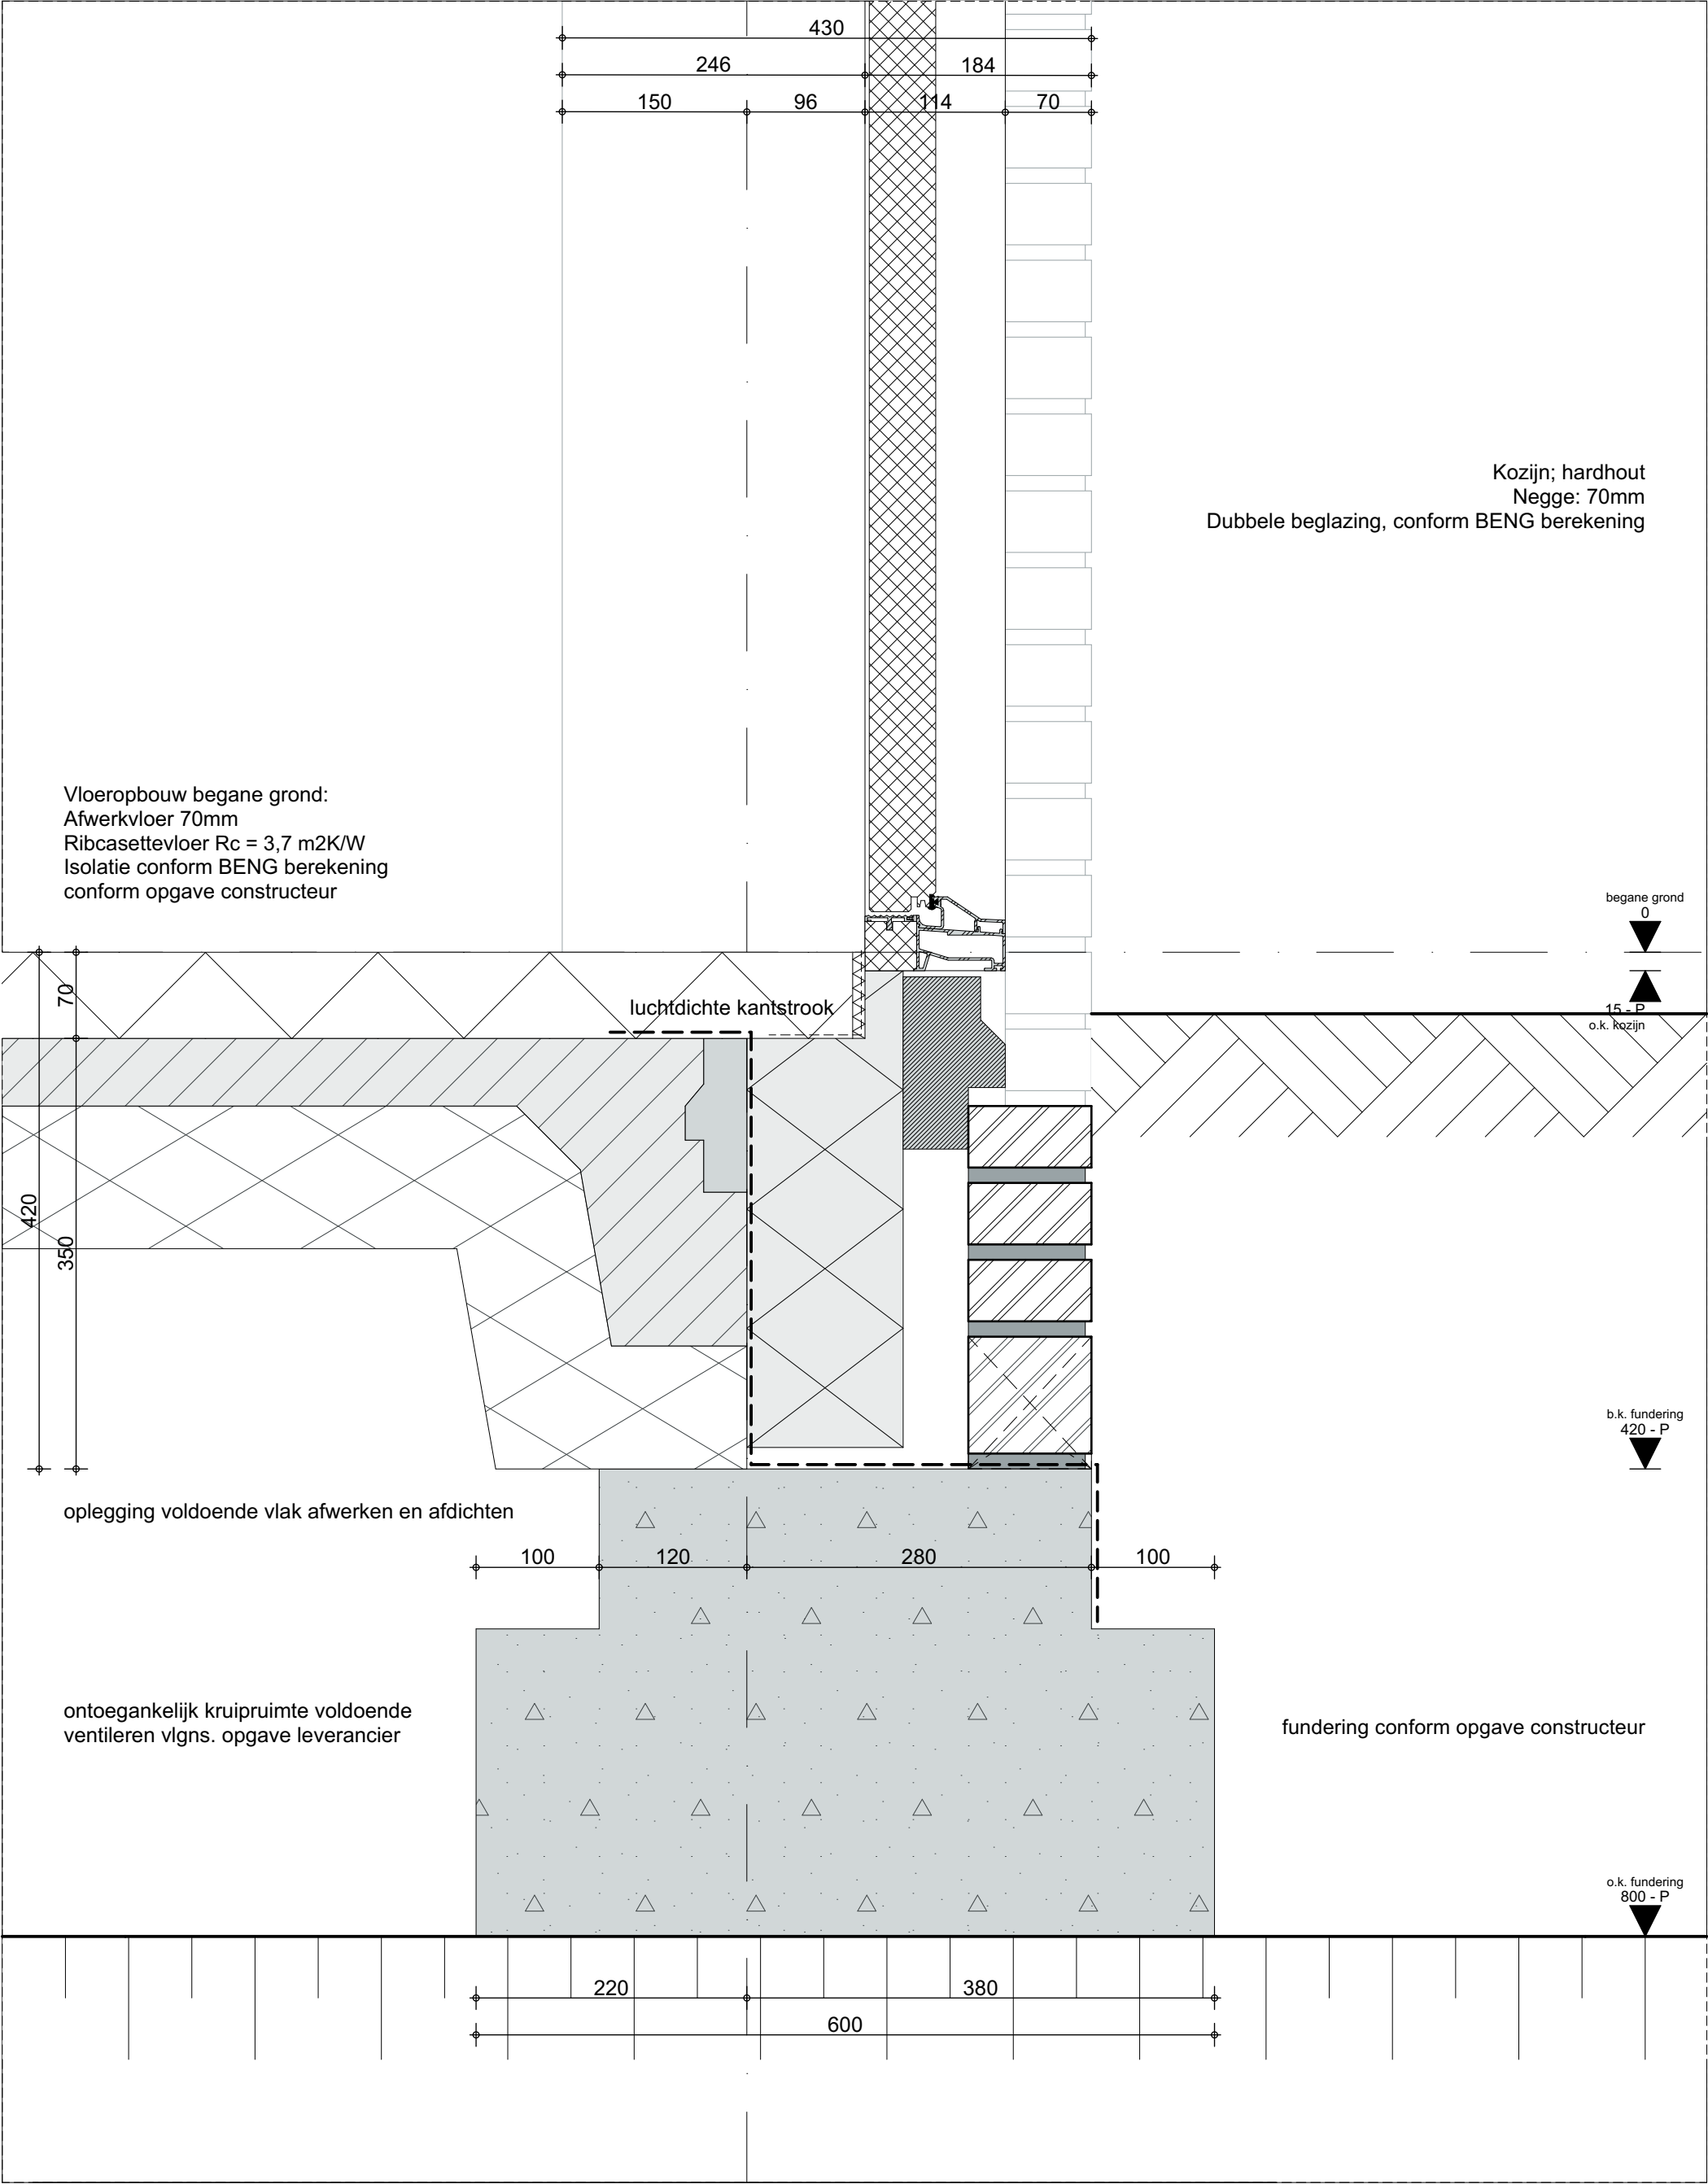 430
246
184
150
96
114
70
Kozijn; hardhout
Negge: 70mm
Dubbele beglazing, conform BENG berekening
Vloeropbouw begane grond:
Afwerkvloer 70mm
Ribcasettevloer Rc = 3,7 m2K/W
Isolatie conform BENG berekening
conform opgave constructeur
begane grond
0
70
luchtdichte kantstrook
15 - P
o.k. kozijn
420
350
b.k. fundering
420 - P
oplegging voldoende vlak afwerken en afdichten
100
120
280
100
ontoegankelijk kruipruimte voldoende
ventileren vlgns. opgave leverancier
fundering conform opgave constructeur
o.k. fundering
800 - P
220
380
600